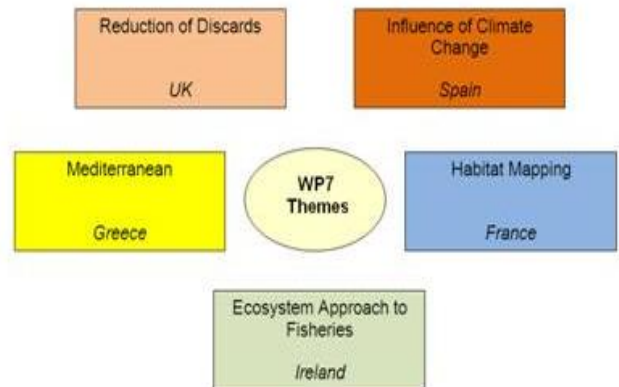 Reduction of Discards
UK
Influence of Climate
Change
Spain
Mediterranean
Greece
WP7
Themes
Habitat Mapping
France
Ecosystem Approach to
Fisheries
Ireland